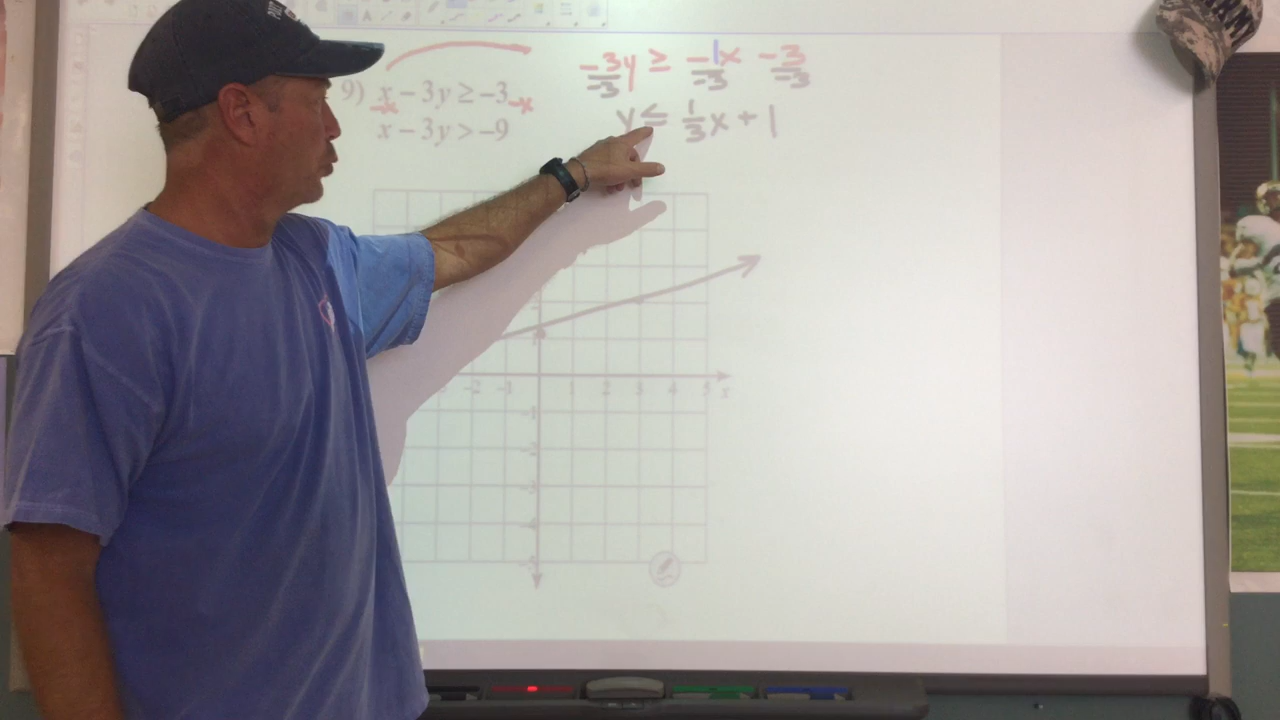 9) x - 3y ≥ -3
-x -x
x - 3y > -9
-3y ≥ -1x -3
-3 -3 -3
y ≤ 1/3 x + 1
-2 -1 1 2 3 4 5 x